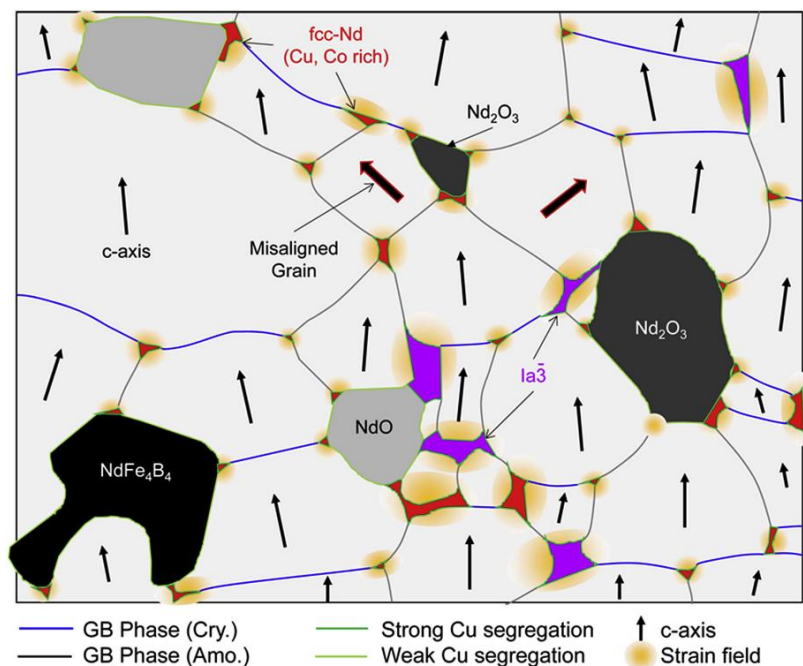 fcc-Nd
(Cu, Co rich)
Nd₂O₃
c-axis
Misaligned
Grain
Nd₂O₃
Ia3̄
NdO
NdFe₄B₄
GB Phase (Cry.)
Strong Cu segregation
c-axis
GB Phase (Amo.)
Weak Cu segregation
Strain field